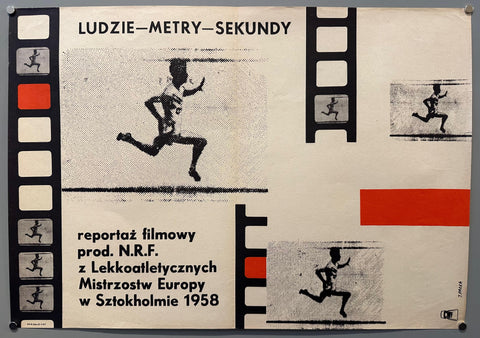 LUDZIE—METRY—SEKUNDY
reportaż filmowy
prod. N.R.F.
z Lekkoatletycznych
Mistrzostw Europy
w Sztokholmie 1958